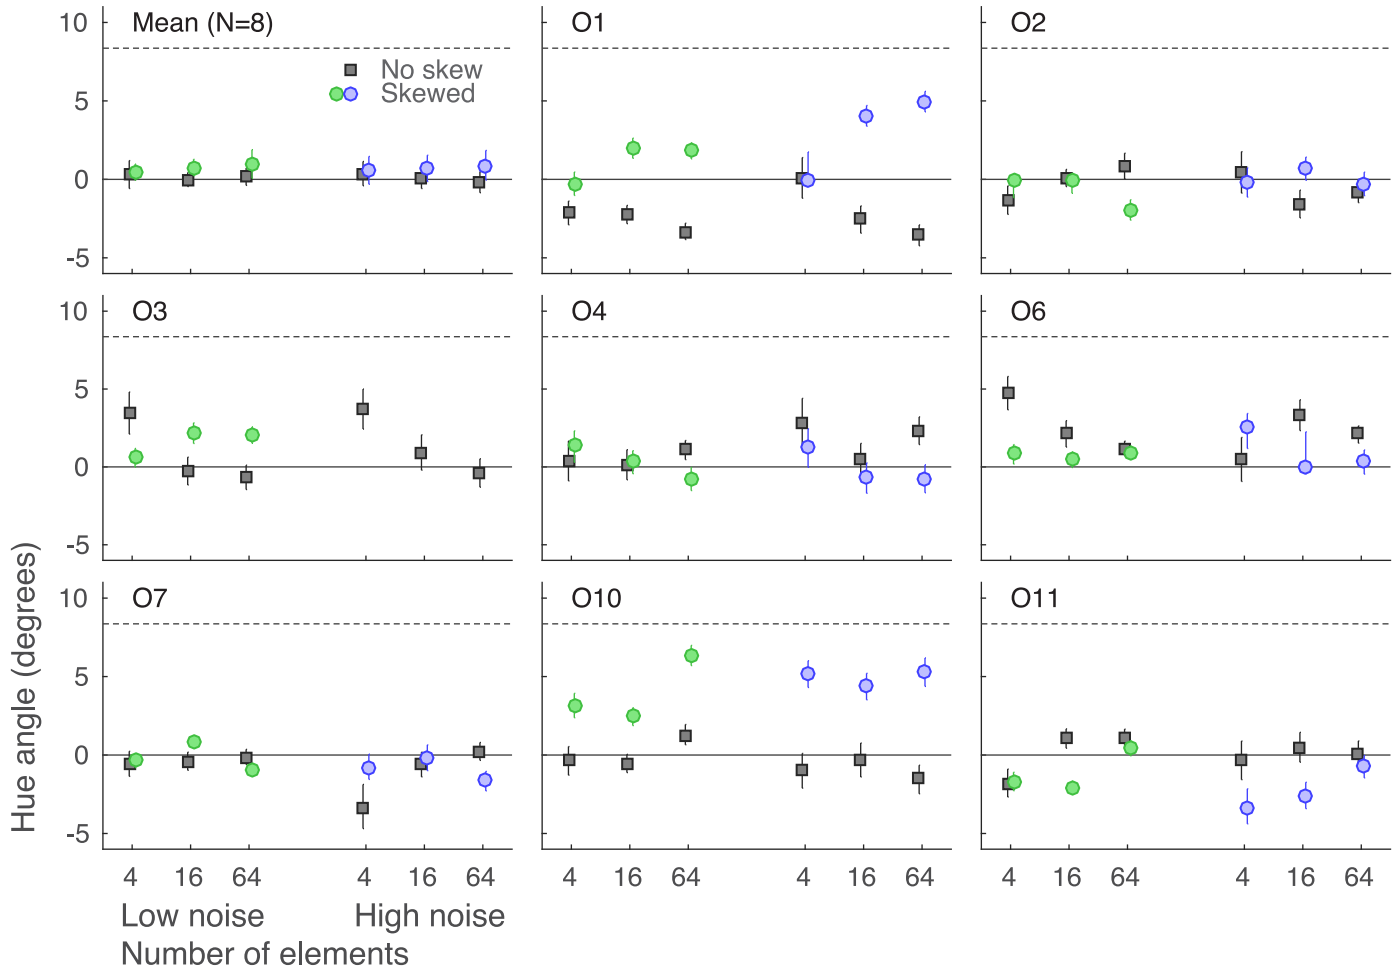 Mean (N=8)
O1
O2
10
5
0
-5
No skew
Skewed
O3
O4
O6
10
5
0
-5
O7
O10
O11
10
5
0
-5
Hue angle (degrees)
4 16 64 4 16 64
4 16 64 4 16 64
4 16 64 4 16 64
Low noise High noise
Number of elements